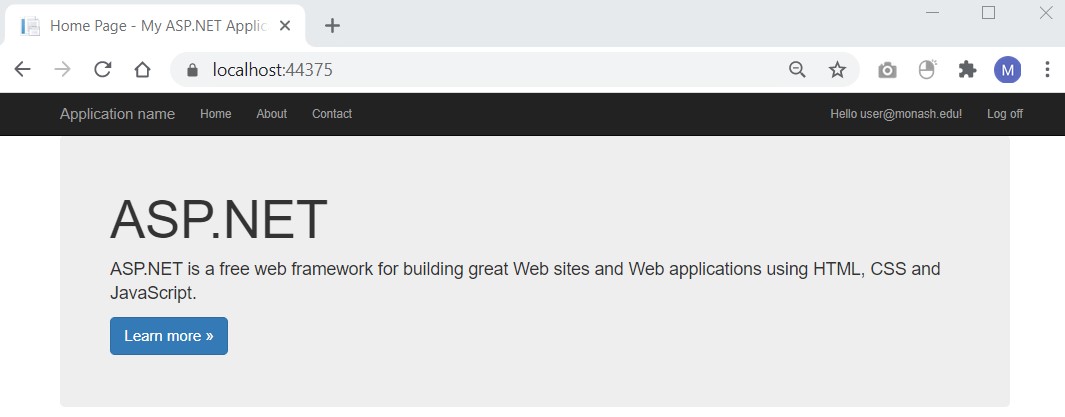 Home Page - My ASP.NET Applic
localhost:44375
M
Application name Home About Contact Hello user@monash.edu! Log off
ASP.NET
ASP.NET is a free web framework for building great Web sites and Web applications using HTML, CSS and
JavaScript.
Learn more »